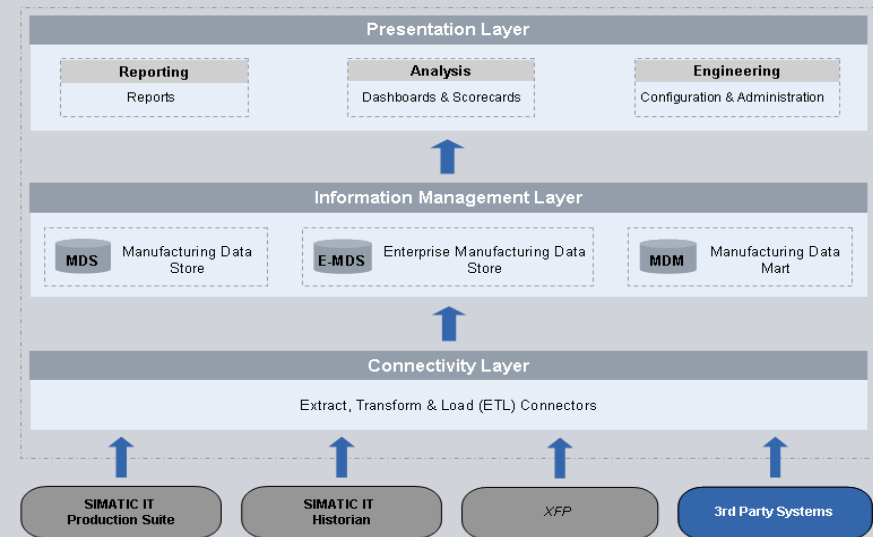 Presentation Layer
Reporting
Reports
Analysis
Dashboards & Scorecards
Engineering
Configuration & Administration
Information Management Layer
MDS
Manufacturing Data
Store
E-MDS
Enterprise Manufacturing Data
Store
MDM
Manufacturing Data
Mart
Connectivity Layer
Extract, Transform & Load (ETL) Connectors
SIMATIC IT
Production Suite
SIMATIC IT
Historian
XFP
3rd Party Systems